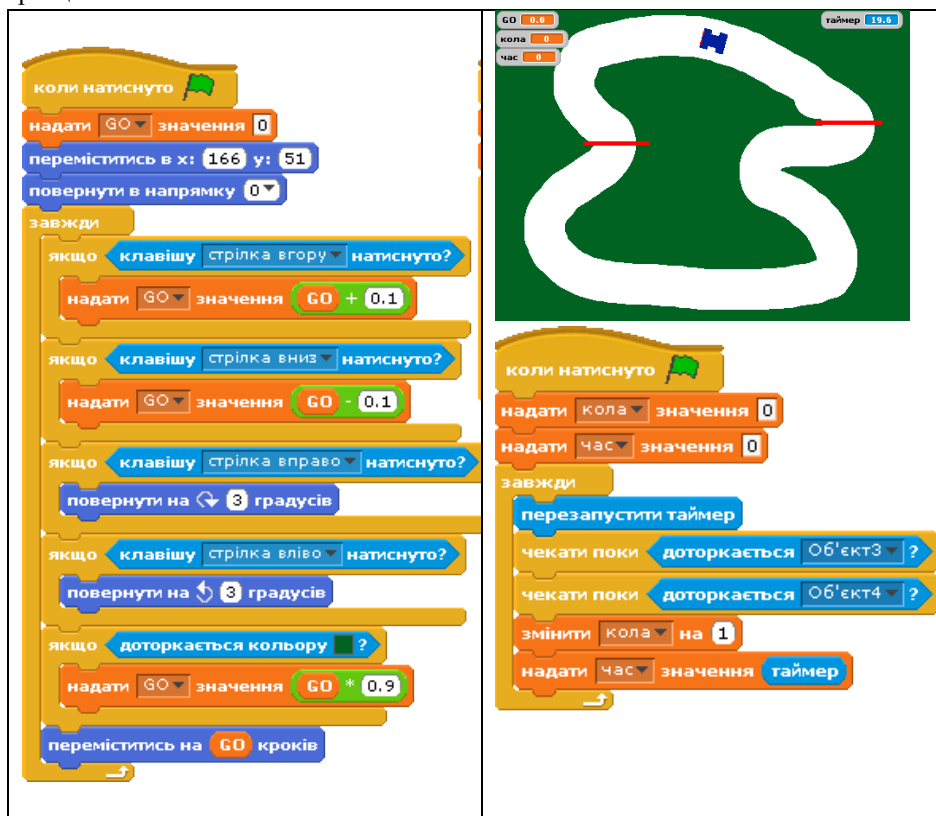 коли натиснуто
надати GO значення 0
переміститись в x: 166 y: 51
повернути в напрямку 0
завжди
якщо клавішу стрілка вгору натиснуто?
надати GO значення GO + 0.1
якщо клавішу стрілка вниз натиснуто?
надати GO значення GO - 0.1
якщо клавішу стрілка вправо натиснуто?
повернути на 3 градусів
якщо клавішу стрілка вліво натиснуто?
повернути на 3 градусів
якщо доторкається кольору ?
надати GO значення GO * 0.9
переміститись на GO кроків
GO 0.0
кола 0
час 0
таймер 19.6
коли натиснуто
надати кола значення 0
надати час значення 0
завжди
перезапустити таймер
чекати поки доторкається Об'єкт3 ?
чекати поки доторкається Об'єкт4 ?
змінити кола на 1
надати час значення таймер